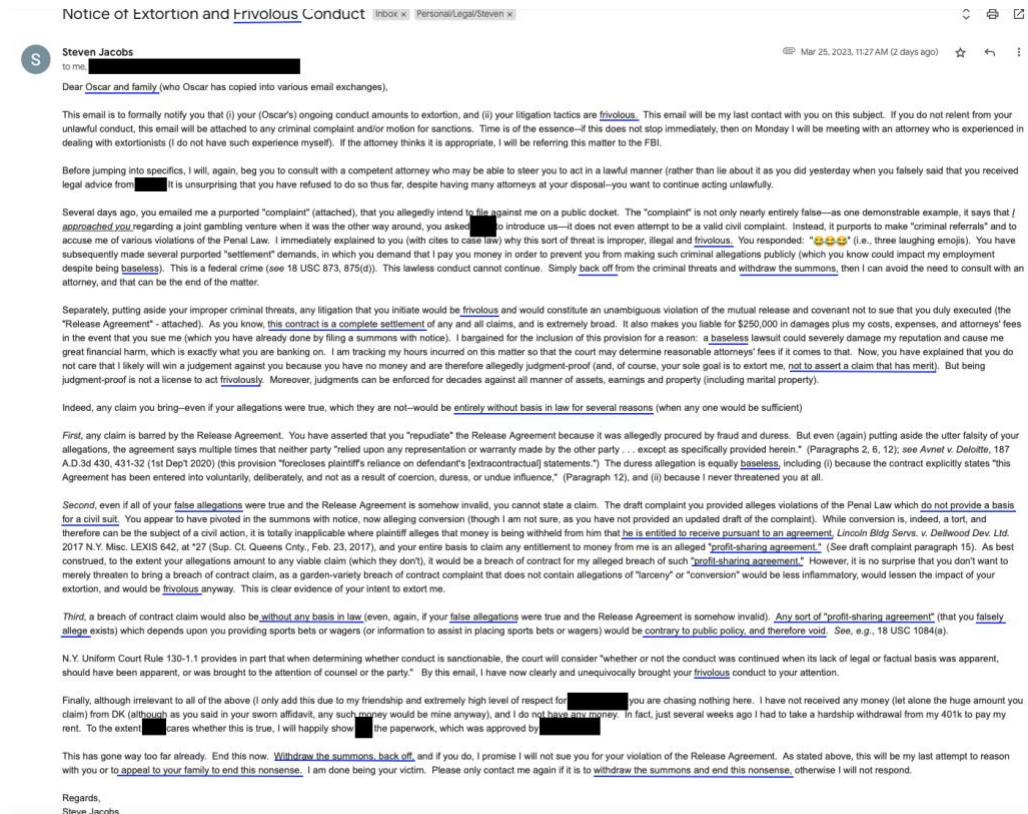 Notice of Extortion and Frivolous Conduct Inbox x Personal/Legal/Steven x
S
Steven Jacobs
Mar 25, 2023, 11:27 AM (2 days ago)
to me,
Dear Oscar and family (who Oscar has copied into various email exchanges),
This email is to formally notify you that (i) your (Oscar's) ongoing conduct amounts to extortion, and (ii) your litigation tactics are frivolous. This email will be my last contact with you on this subject. If you do not relent from your
unlawful conduct, this email will be attached to any criminal complaint and/or motion for sanctions. Time is of the essence—if this does not stop immediately, then on Monday I will be meeting with an attorney who is experienced in
dealing with extortionists (I do not have such experience myself). If the attorney thinks it is appropriate, I will be referring this matter to the FBI.
Before jumping into specifics, I will, again, beg you to consult with a competent attorney who may be able to steer you to act in a lawful manner (rather than lie about it as you did yesterday when you falsely said that you received
legal advice from It is unsurprising that you have refused to do so thus far, despite having many attorneys at your disposal—you want to continue acting unlawfully.
Several days ago, you emailed me a purported "complaint" (attached), that you allegedly intend to file against me on a public docket. The "complaint" is not only nearly entirely false—as one demonstrable example, it says that I
approached you regarding a joint gambling venture when it was the other way around, you asked to introduce us—it does not even attempt to be a valid civil complaint. Instead, it purports to make "criminal referrals" and to
accuse me of various violations of the Penal Law. I immediately explained to you (with cites to case law) why this sort of threat is improper, illegal and frivolous. You responded: "😂😂😂" (i.e., three laughing emojis). You have
subsequently made several purported "settlement" demands, in which you demand that I pay you money in order to prevent you from making such criminal allegations publicly (which you know could impact my employment
despite being baseless). This is a federal crime (see 18 USC 873, 875(d)). This lawless conduct cannot continue. Simply back off from the criminal threats and withdraw the summons, then I can avoid the need to consult with an
attorney, and that can be the end of the matter.
Separately, putting aside your improper criminal threats, any litigation that you initiate would be frivolous and would constitute an unambiguous violation of the mutual release and covenant not to sue that you duly executed (the
"Release Agreement" - attached). As you know, this contract is a complete settlement of any and all claims, and is extremely broad. It also makes you liable for $250,000 in damages plus my costs, expenses, and attorneys' fees
in the event that you sue me (which you have already done by filing a summons with notice). I bargained for the inclusion of this provision for a reason: a baseless lawsuit could severely damage my reputation and cause me
great financial harm, which is exactly what you are banking on. I am tracking my hours incurred on this matter so that the court may determine reasonable attorneys' fees if it comes to that. Now, you have explained that you do
not care that I likely will win a judgement against you because you have no money and are therefore allegedly judgment-proof (and, of course, your sole goal is to extort me, not to assert a claim that has merit). But being
judgment-proof is not a license to act frivolously. Moreover, judgments can be enforced for decades against all manner of assets, earnings and property (including marital property).
Indeed, any claim you bring--even if your allegations were true, which they are not--would be entirely without basis in law for several reasons (when any one would be sufficient)
First, any claim is barred by the Release Agreement. You have asserted that you "repudiate" the Release Agreement because it was allegedly procured by fraud and duress. But even (again) putting aside the utter falsity of your
allegations, the agreement says multiple times that neither party "relied upon any representation or warranty made by the other party . . . except as specifically provided herein." (Paragraphs 2, 6, 12); see Avnet v. Deloitte, 187
A.D.3d 430, 431-32 (1st Dep't 2020) (this provision "forecloses plaintiff's reliance on defendant's [extracontractual] statements.") The duress allegation is equally baseless, including (i) because the contract explicitly states "this
Agreement has been entered into voluntarily, deliberately, and not as a result of coercion, duress, or undue influence," (Paragraph 12), and (ii) because I never threatened you at all.
Second, even if all of your false allegations were true and the Release Agreement is somehow invalid, you cannot state a claim. The draft complaint you provided alleges violations of the Penal Law which do not provide a basis
for a civil suit. You appear to have pivoted in the summons with notice, now alleging conversion (though I am not sure, as you have not provided an updated draft of the complaint). While conversion is, indeed, a tort, and
therefore can be the subject of a civil action, it is totally inapplicable where plaintiff alleges that money is being withheld from him that he is entitled to receive pursuant to an agreement, Lincoln Bldg Servs. v. Dellwood Dev. Ltd.
2017 N.Y. Misc. LEXIS 642, at *27 (Sup. Ct. Queens Cnty., Feb. 23, 2017), and your entire basis to claim any entitlement to money from me is an alleged "profit-sharing agreement." (See draft complaint paragraph 15). As best
construed, to the extent your allegations amount to any viable claim (which they don't), it would be a breach of contract for my alleged breach of such "profit-sharing agreement." However, it is no surprise that you don't want to
merely threaten to bring a breach of contract claim, as a garden-variety breach of contract complaint that does not contain allegations of "larceny" or "conversion" would be less inflammatory, would lessen the impact of your
extortion, and would be frivolous anyway. This is clear evidence of your intent to extort me.
Third, a breach of contract claim would also be without any basis in law (even, again, if your false allegations were true and the Release Agreement is somehow invalid). Any sort of "profit-sharing agreement" (that you falsely
allege exists) which depends upon you providing sports bets or wagers (or information to assist in placing sports bets or wagers) would be contrary to public policy, and therefore void. See, e.g., 18 USC 1084(a).
N.Y. Uniform Court Rule 130-1.1 provides in part that when determining whether conduct is sanctionable, the court will consider "whether or not the conduct was continued when its lack of legal or factual basis was apparent,
should have been apparent, or was brought to the attention of counsel or the party." By this email, I have now clearly and unequivocally brought your frivolous conduct to your attention.
Finally, although irrelevant to all of the above (I only add this due to my friendship and extremely high level of respect for you are chasing nothing here. I have not received any money (let alone the huge amount you
claim) from DK (although as you said in your sworn affidavit, any such money would be mine anyway), and I do not have any money. In fact, just several weeks ago I had to take a hardship withdrawal from my 401k to pay my
rent. To the extent cares whether this is true, I will happily show the paperwork, which was approved by
This has gone way too far already. End this now. Withdraw the summons, back off, and if you do, I promise I will not sue you for your violation of the Release Agreement. As stated above, this will be my last attempt to reason
with you or to appeal to your family to end this nonsense. I am done being your victim. Please only contact me again if it is to withdraw the summons and end this nonsense, otherwise I will not respond.
Regards,
Steve Jacobs